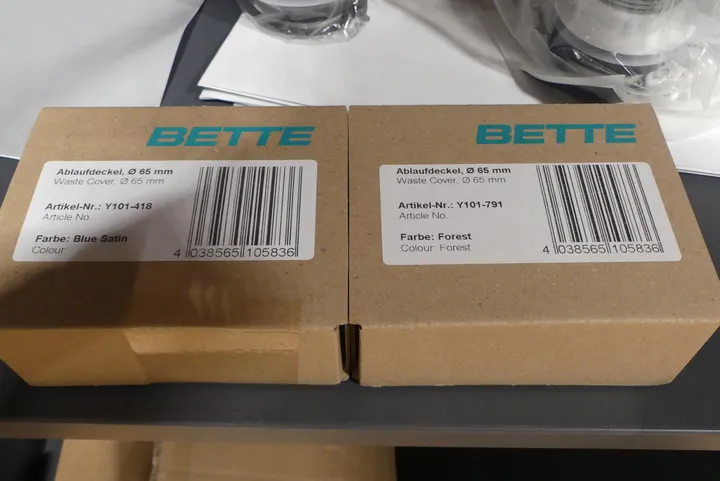 BETTE
Ablaufdeckel, Ø 65 mm
Waste Cover, Ø 65 mm
Artikel-Nr.: Y101-418
Article No.
Farbe: Blue Satin
Colour:
4 038565 105836
BETTE
Ablaufdeckel, Ø 65 mm
Waste Cover, Ø 65 mm
Artikel-Nr.: Y101-791
Article No..
Farbe: Forest
Colour: Forest
4 038565 105836